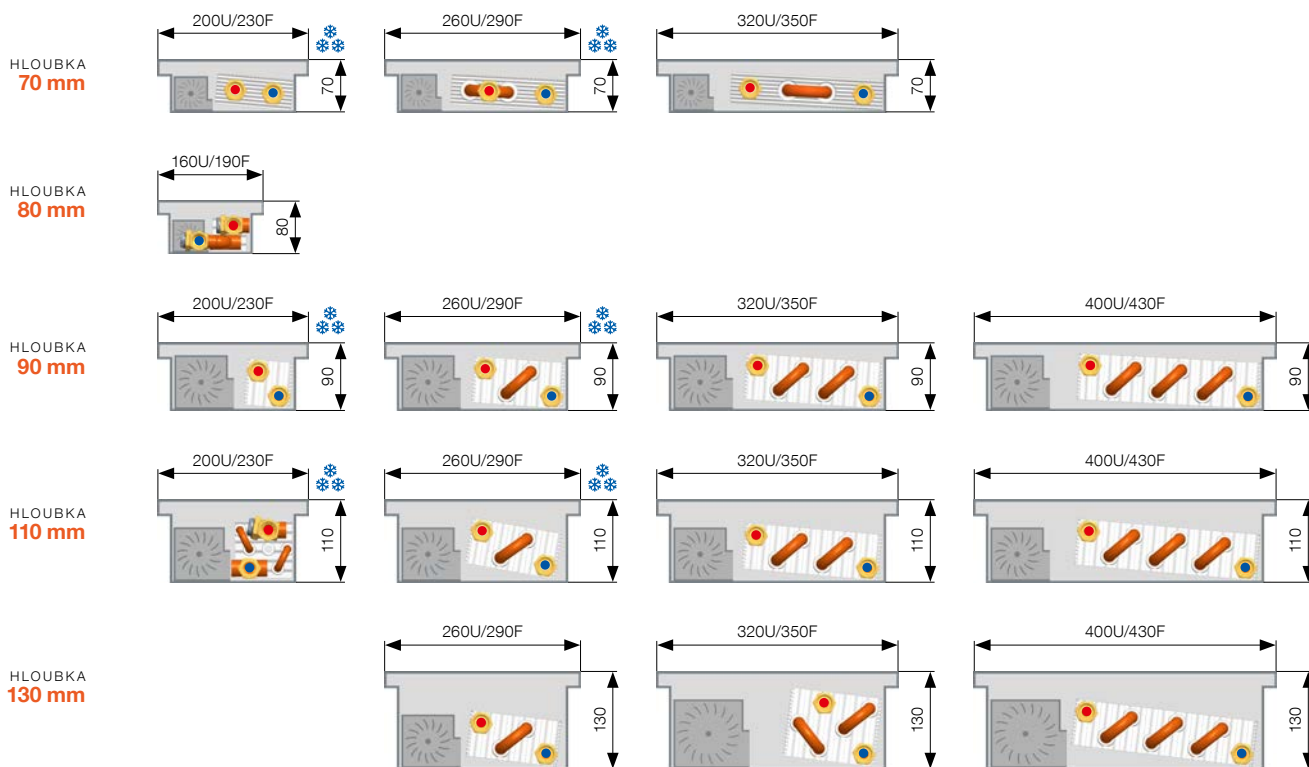 200U/230F 260U/290F 320U/350F
HLOUBKA
70 mm
70 70 70
160U/190F
HLOUBKA
80 mm
80
200U/230F 260U/290F 320U/350F 400U/430F
HLOUBKA
90 mm
90 90 90 90
200U/230F 260U/290F 320U/350F 400U/430F
HLOUBKA
110 mm
110 110 110 110
260U/290F 320U/350F 400U/430F
HLOUBKA
130 mm
130 130 130